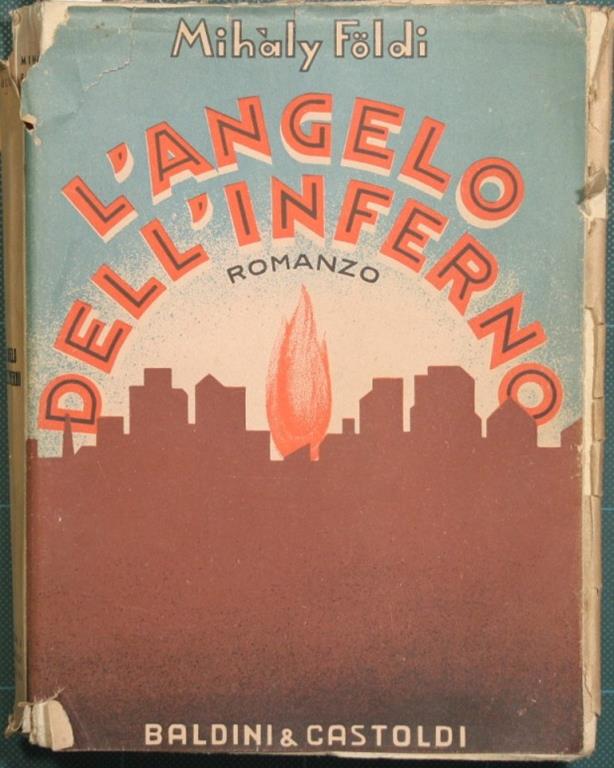 Mihàly Földi
L'ANGELO
DELL'INFERNO
ROMANZO
BALDINI & CASTOLDI